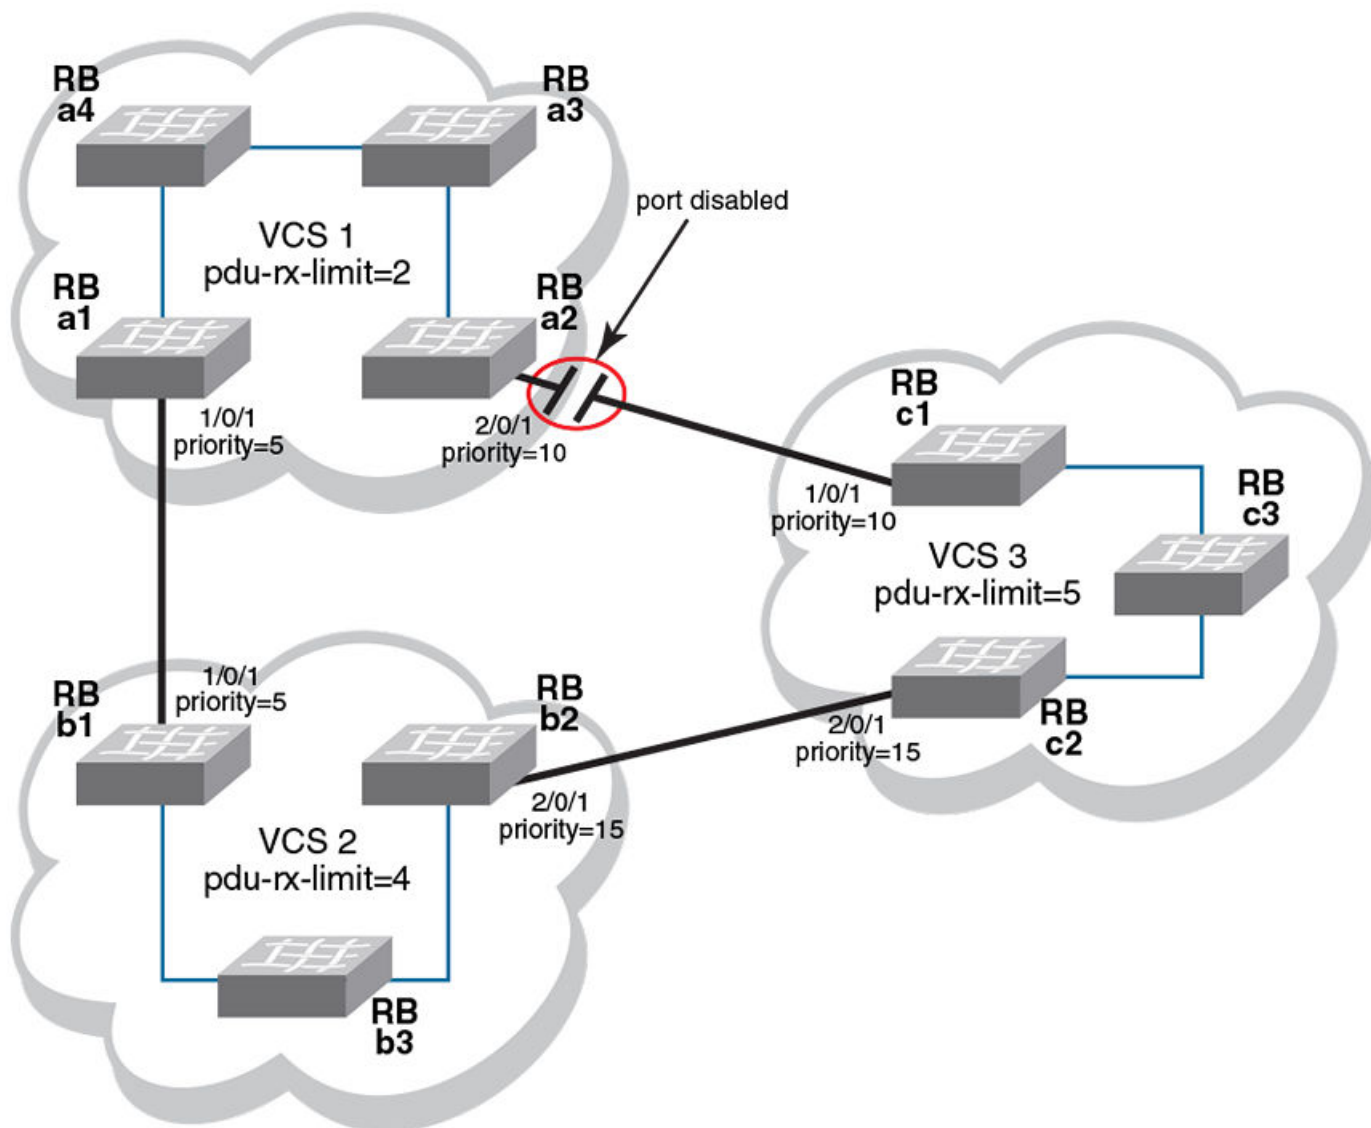 RB
a4
RB
a3
port disabled
VCS 1
pdu-rx-limit=2
RB
a1
RB
a2
1/0/1
priority=5
2/0/1
priority=10
RB
c1
1/0/1
priority=10
RB
c3
VCS 3
pdu-rx-limit=5
1/0/1
priority=5
RB
b1
RB
b2
2/0/1
priority=15
RB
c2
2/0/1
priority=15
VCS 2
pdu-rx-limit=4
RB
b3